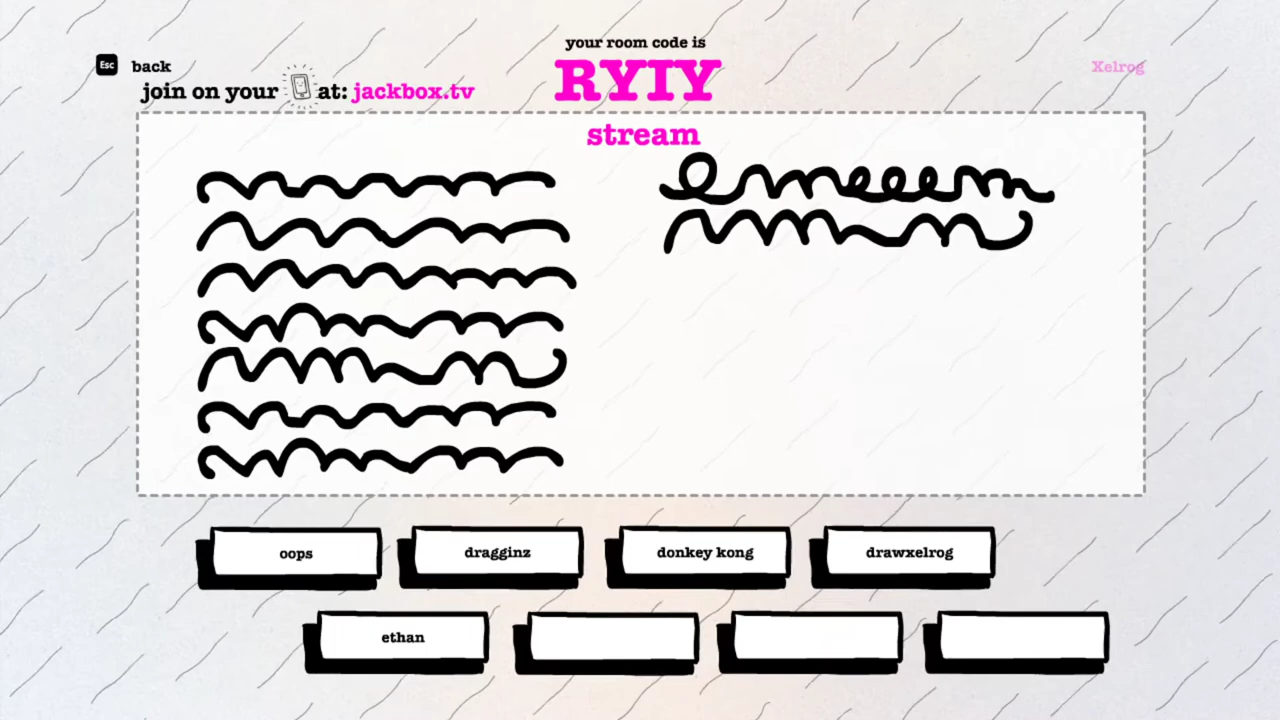 your room code is
Esc back
RYIY
Xelrog
join on your at: jackbox.tv
stream
oops
dragginz
donkey kong
drawxelrog
ethan